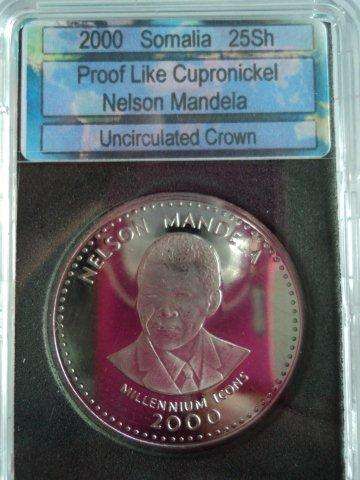 2000 Somalia 25Sh
Proof Like Cupronickel
Nelson Mandela
Uncirculated Crown
NELSON MANDELA
MILLENNIUM ICONS
2000